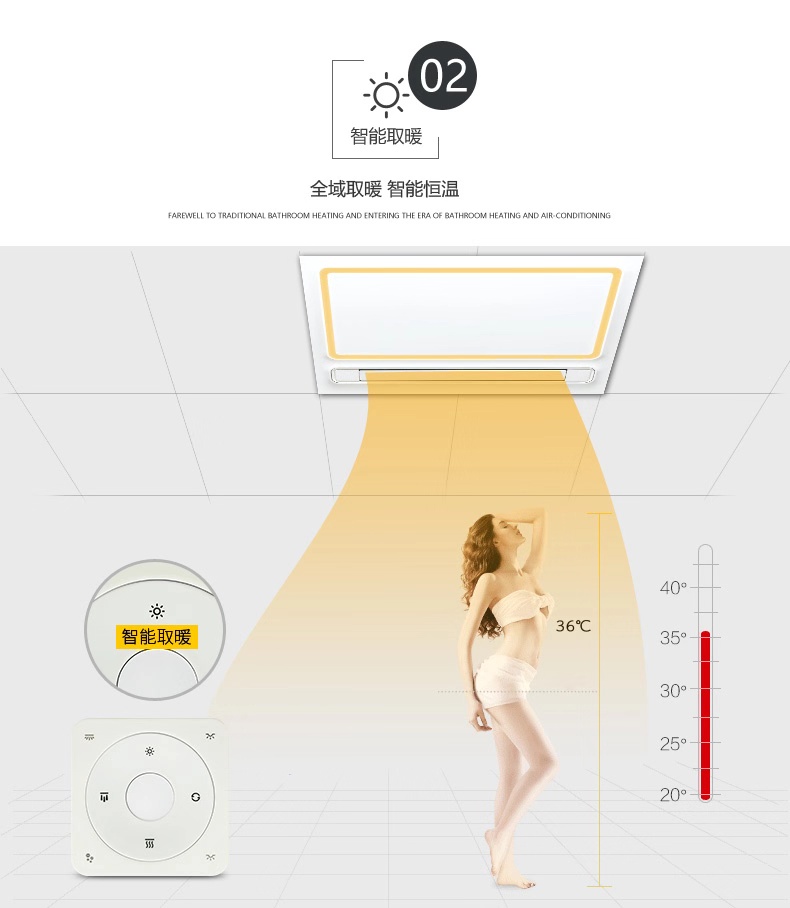 02
智能取暖
全域取暖 智能恒温
FAREWELL TO TRADITIONAL BATHROOM HEATING AND ENTERING THE ERA OF BATHROOM HEATING AND AIR-CONDITIONING
智能取暖
36℃
40°
35°
30°
25°
20°